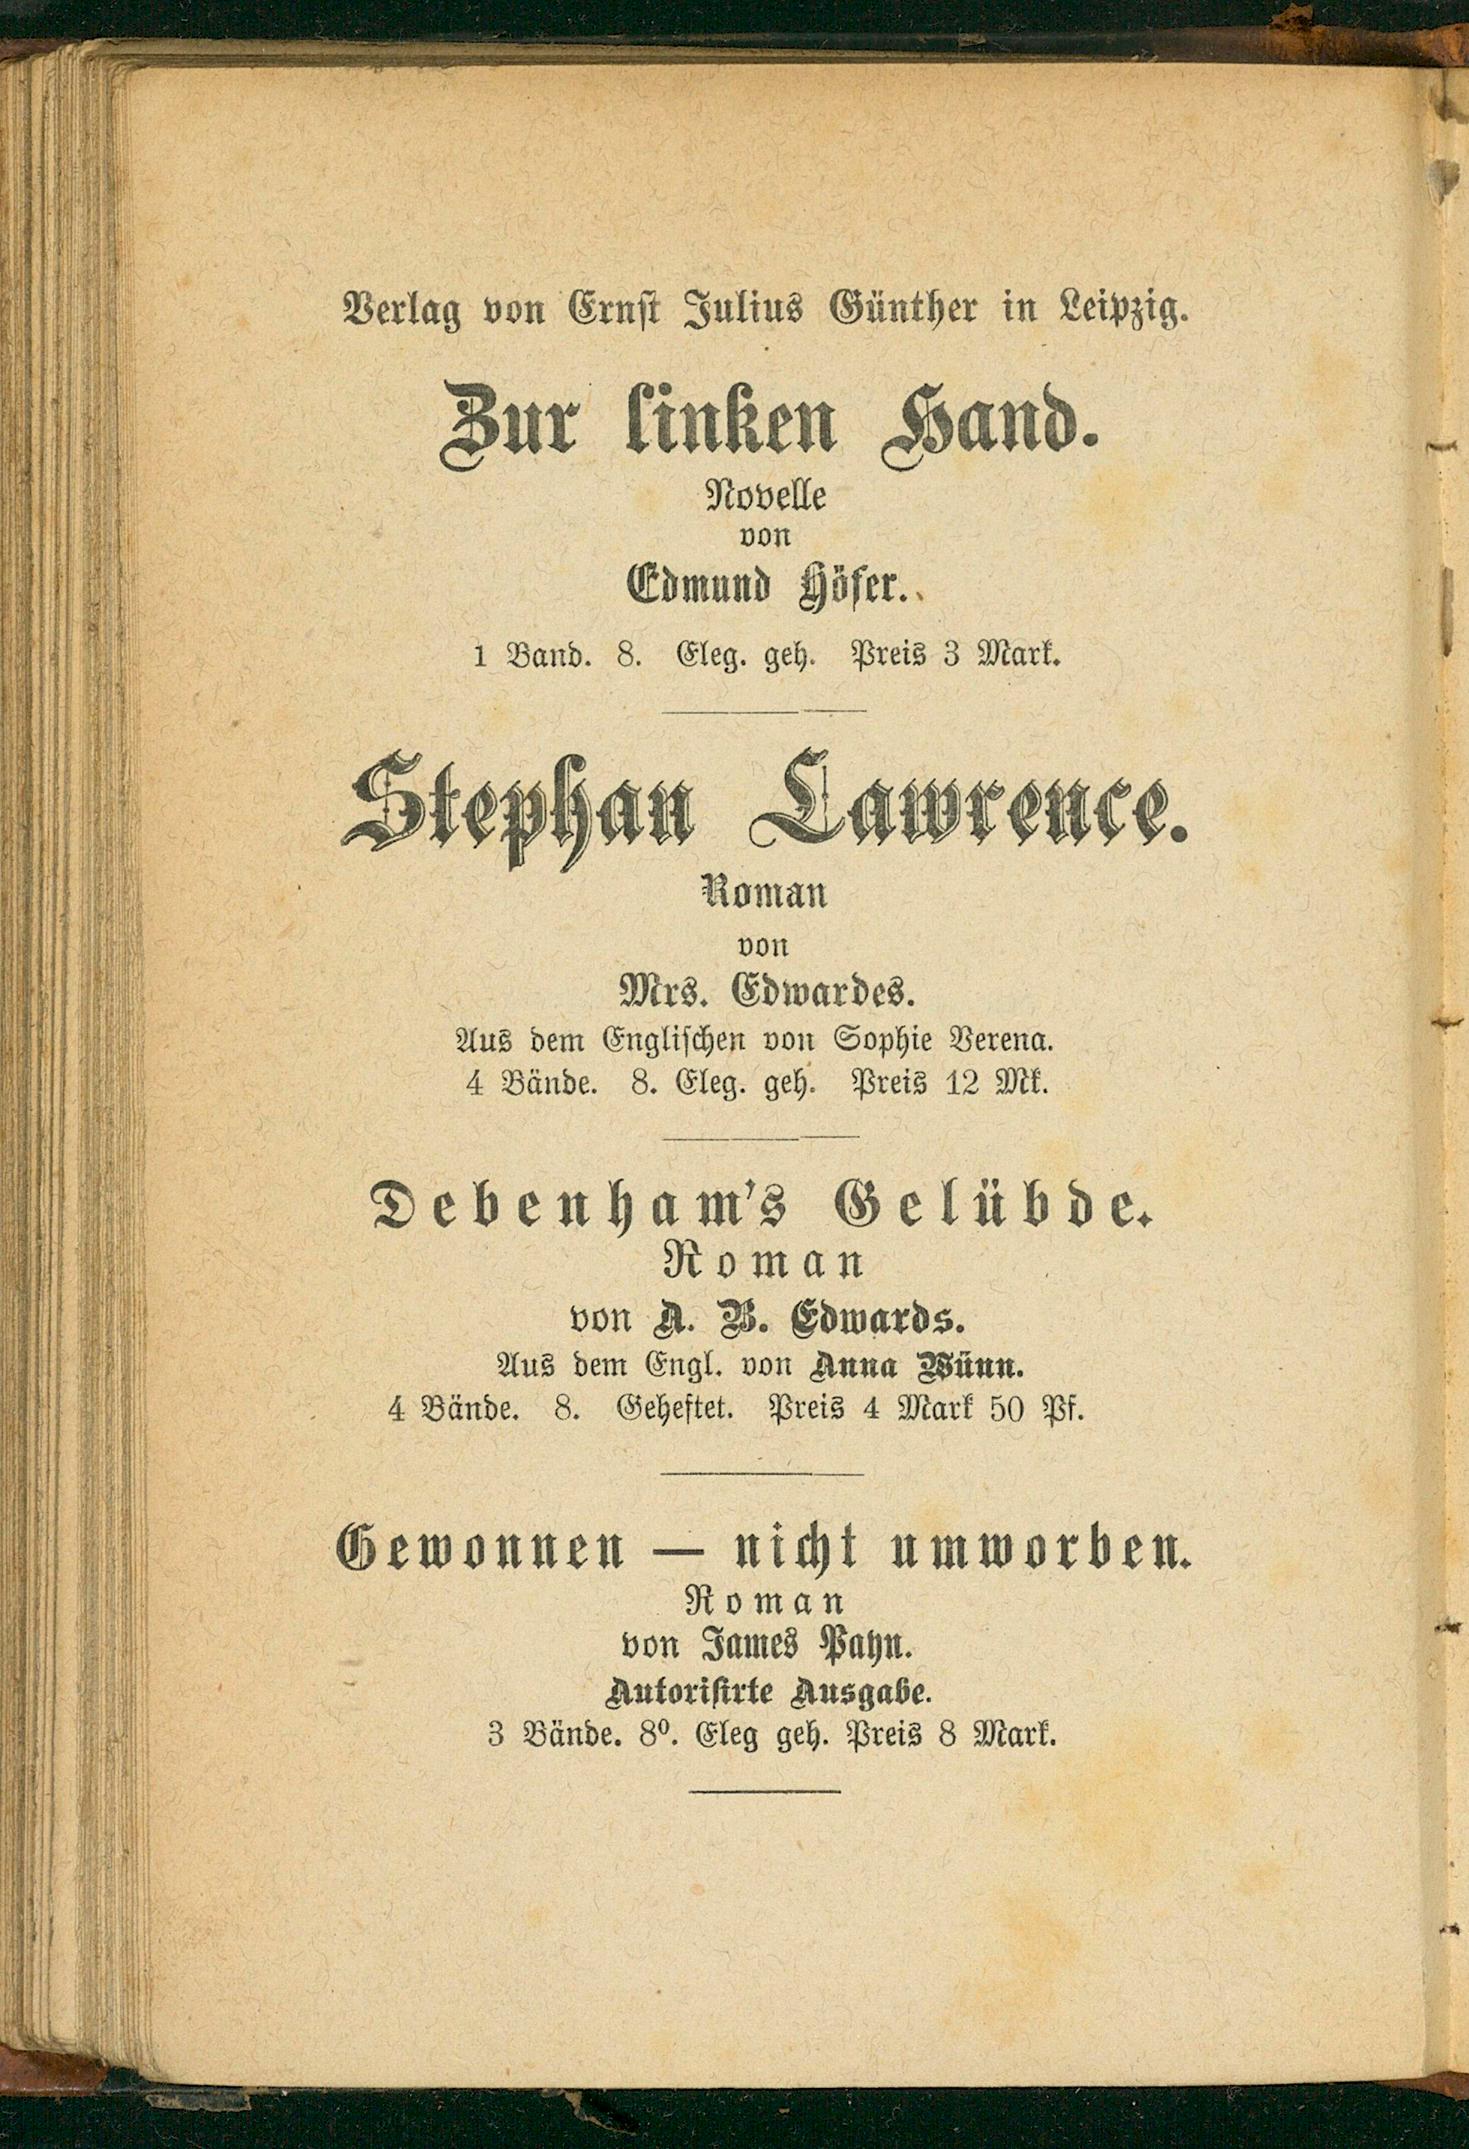 Verlag von Ernſt Julius Günther in Leipzig.
Zur linken Hand.
Novelle
von
Edmund Höfer.
1 Band. 8. Eleg. geh. Preis 3 Mark.
Stephan Lawrence.
Roman
von
Mrs. Edwardes.
Aus dem Engliſchen von Sophie Verena.
4 Bände. 8. Eleg. geh. Preis 12 Mk.
Debenham's Gelübde.
Roman
von A. B. Edwards.
Aus dem Engl. von Anna Wünn.
4 Bände. 8. Geheftet. Preis 4 Mark 50 Pf.
Gewonnen — nicht umworben.
Roman
von James Payn.
Autoriſirte Ausgabe.
3 Bände. 8⁰. Eleg geh. Preis 8 Mark.